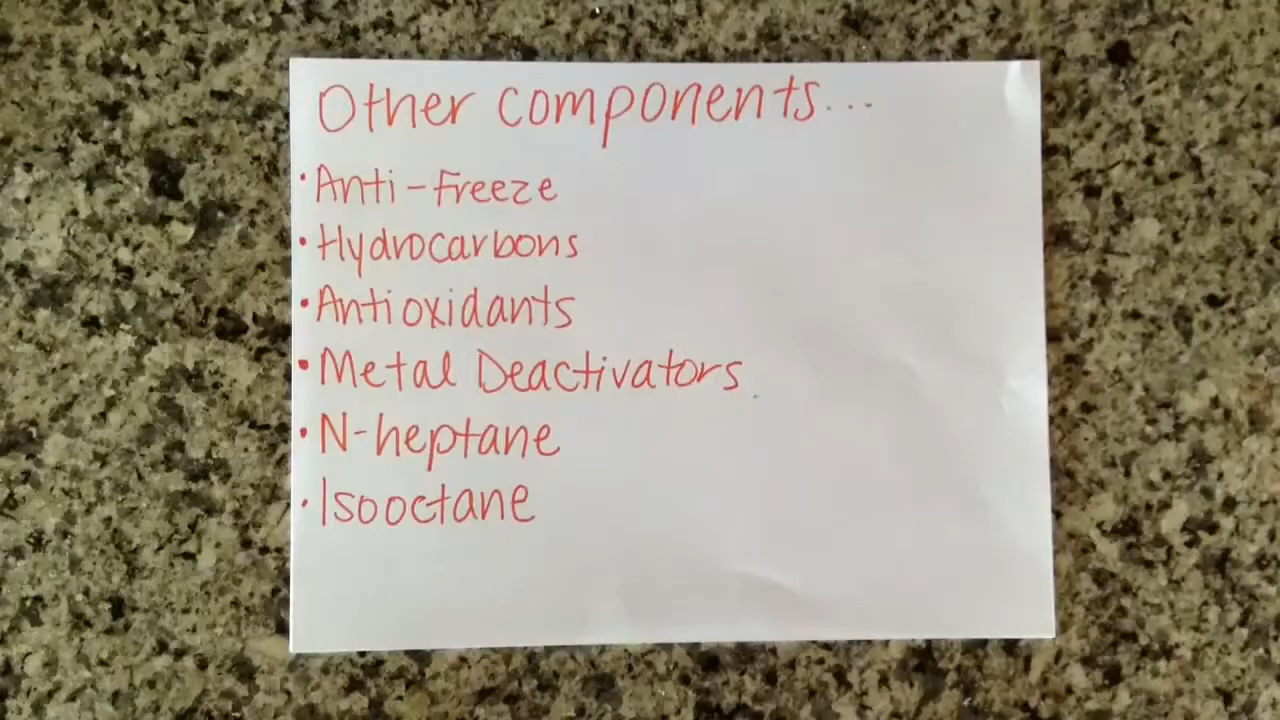 Other components...
• Anti-Freeze
• Hydrocarbons
• Antioxidants
• Metal Deactivators
• N-heptane
• Isooctane